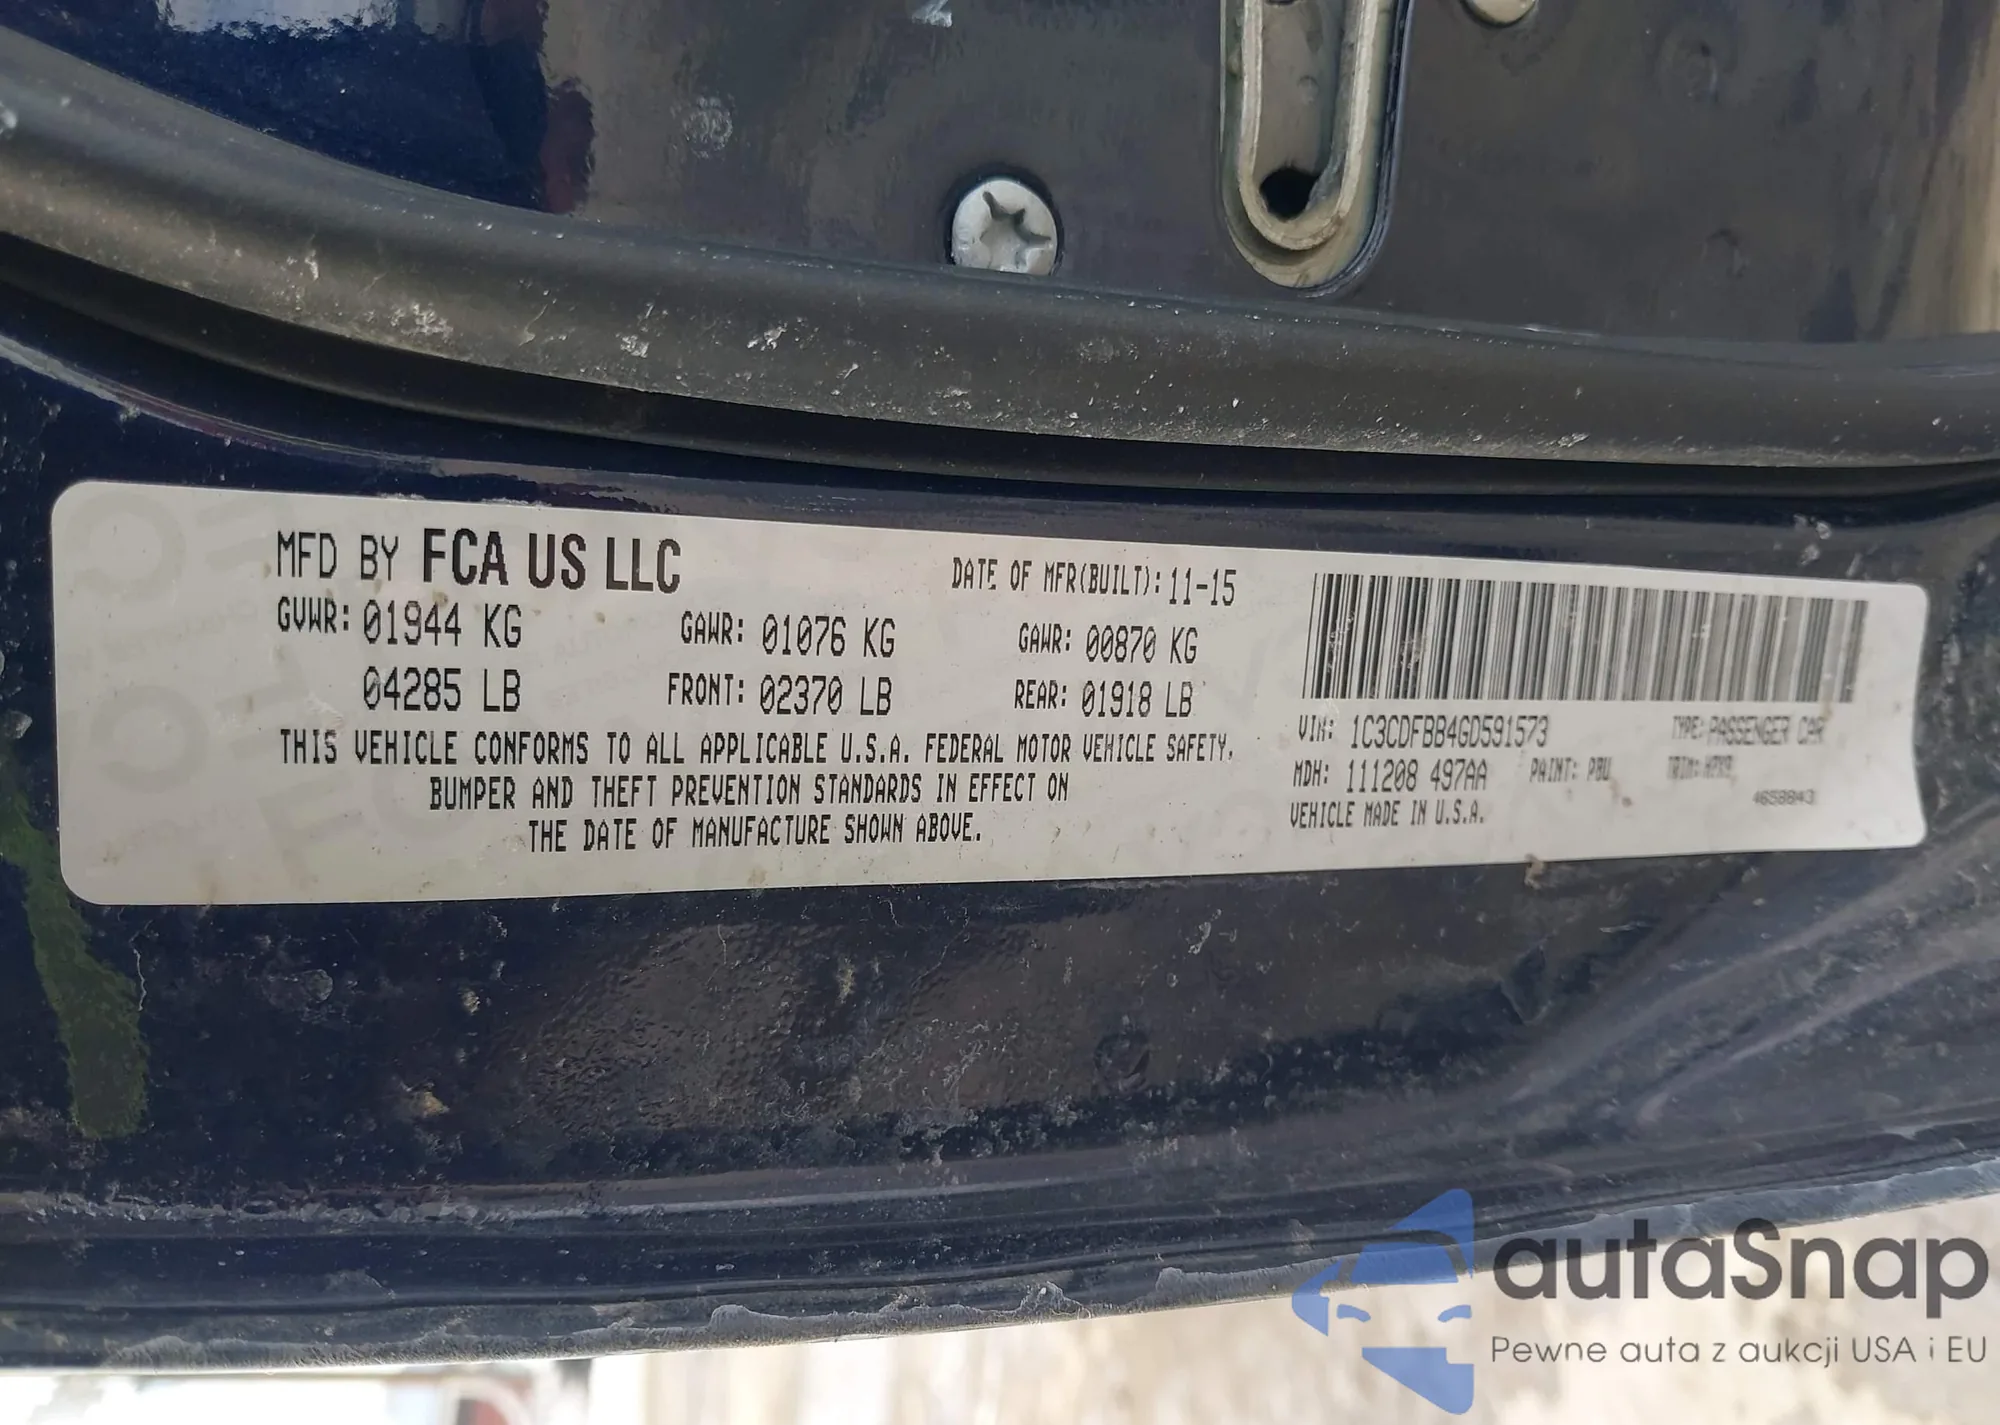 MFD BY FCA US LLC
DATE OF MFR(BUILT): 11-15
GVWR: 01944 KG GAWR: 01076 KG GAWR: 00870 KG
04285 LB FRONT: 02370 LB REAR: 01918 LB
THIS VEHICLE CONFORMS TO ALL APPLICABLE U.S.A. FEDERAL MOTOR VEHICLE SAFETY,
BUMPER AND THEFT PREVENTION STANDARDS IN EFFECT ON
THE DATE OF MANUFACTURE SHOWN ABOVE.
VIN: 1C3CDFBB4GD591573 TYPE: PASSENGER CAR
MDH: 111208 497AA PAINT: PBU TRIM:
VEHICLE MADE IN U.S.A. 4658843
autaSnap
Pewne auta z aukcji USA i EU